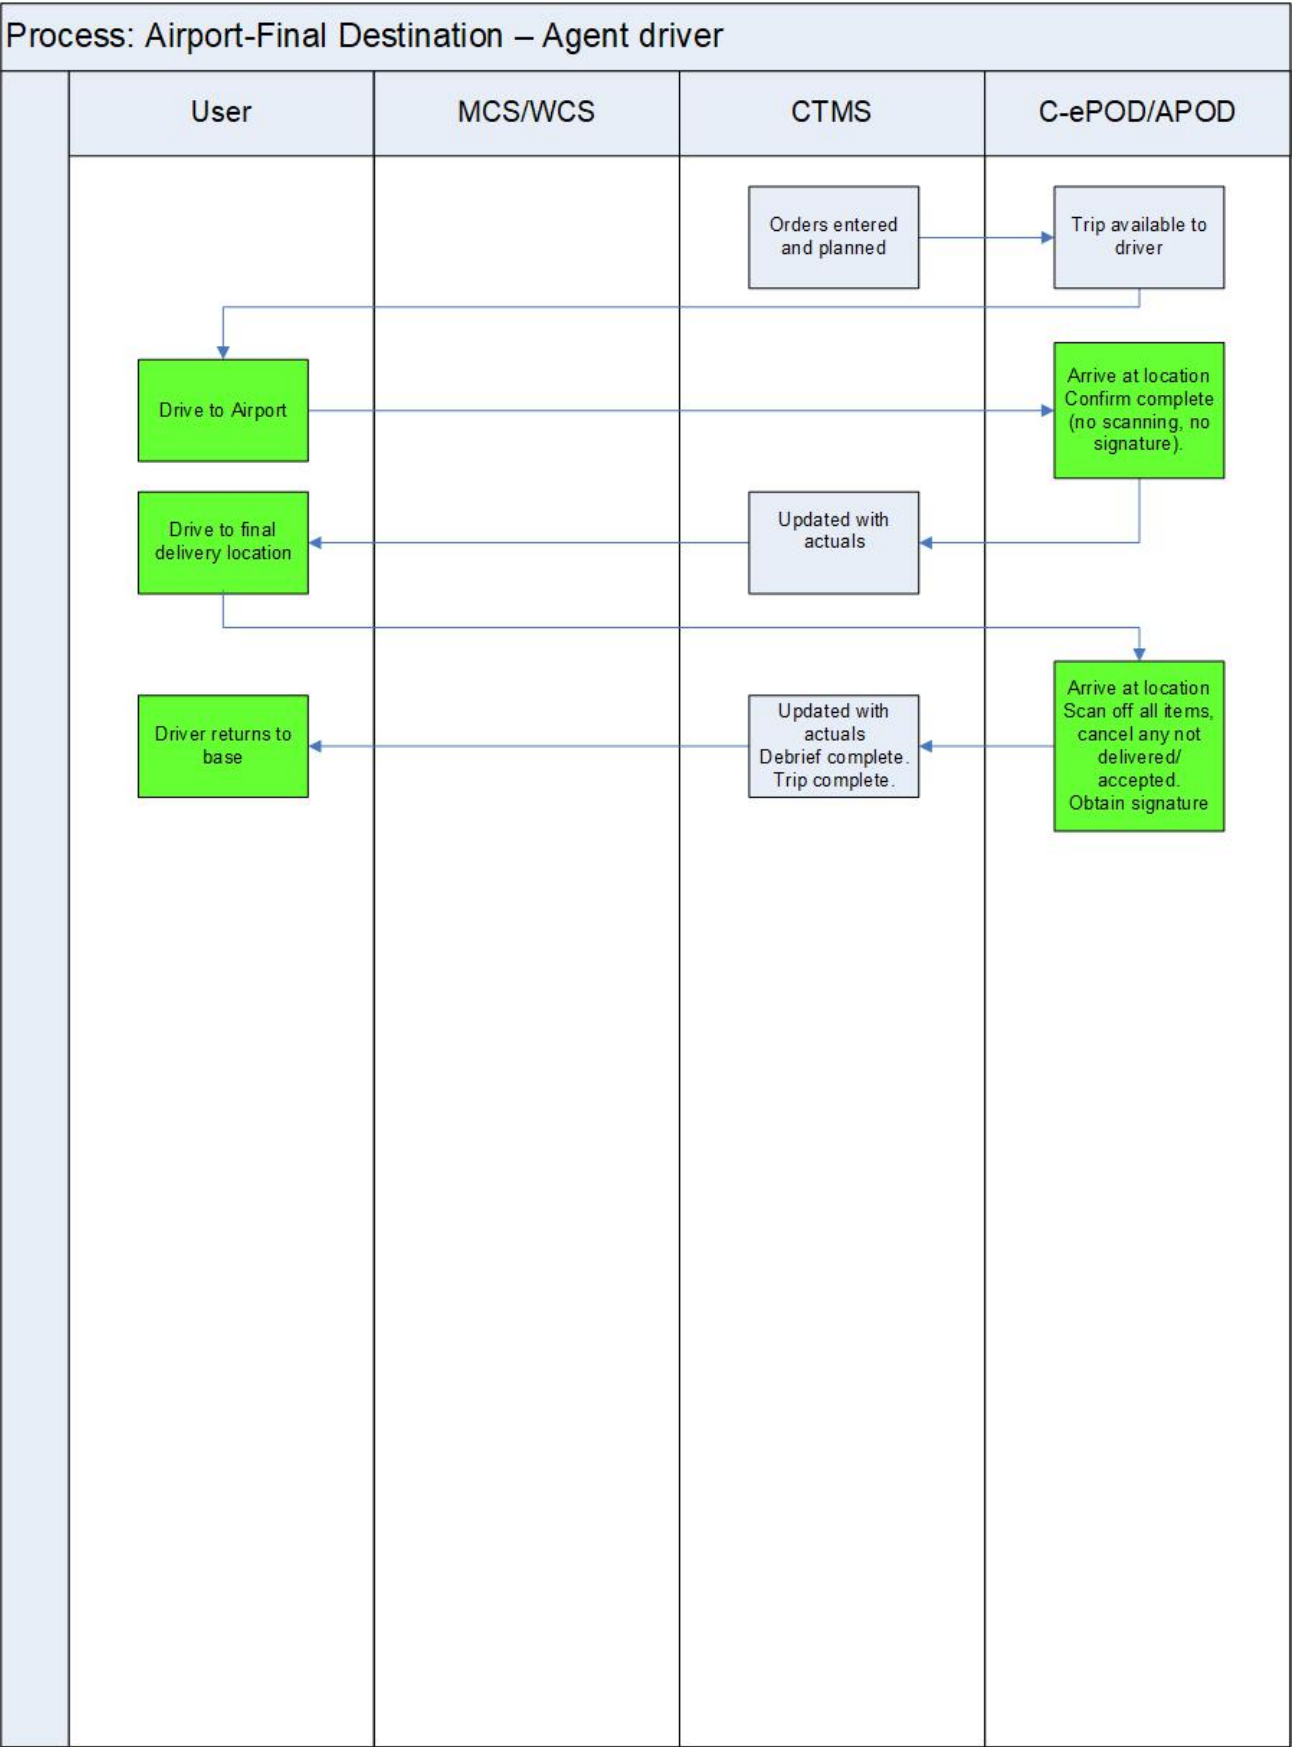 Process: Airport-Final Destination – Agent driver
User
MCS/WCS
CTMS
C-ePOD/APOD
Orders entered
and planned
Trip available to
driver
Drive to Airport
Arrive at location
Confirm complete
(no scanning, no
signature).
Drive to final
delivery location
Updated with
actuals
Driver returns to
base
Updated with
actuals
Debrief complete.
Trip complete.
Arrive at location
Scan off all items,
cancel any not
delivered/
accepted.
Obtain signature